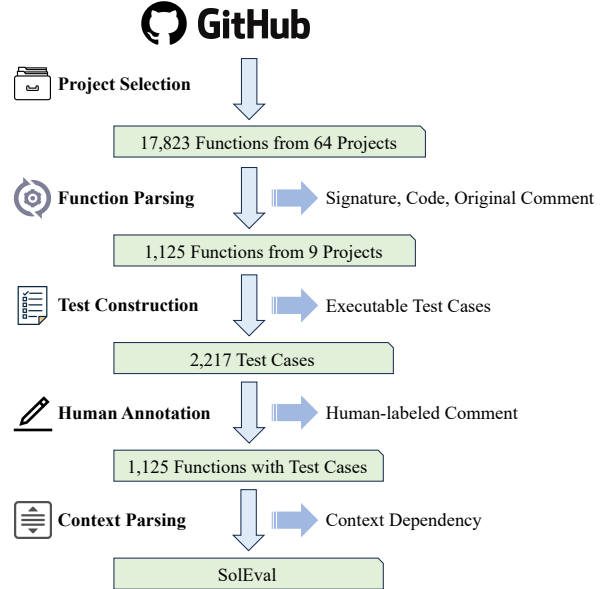 GitHub
Project Selection
17,823 Functions from 64 Projects
Function Parsing
Signature, Code, Original Comment
1,125 Functions from 9 Projects
Test Construction
Executable Test Cases
2,217 Test Cases
Human Annotation
Human-labeled Comment
1,125 Functions with Test Cases
Context Parsing
Context Dependency
SolEval